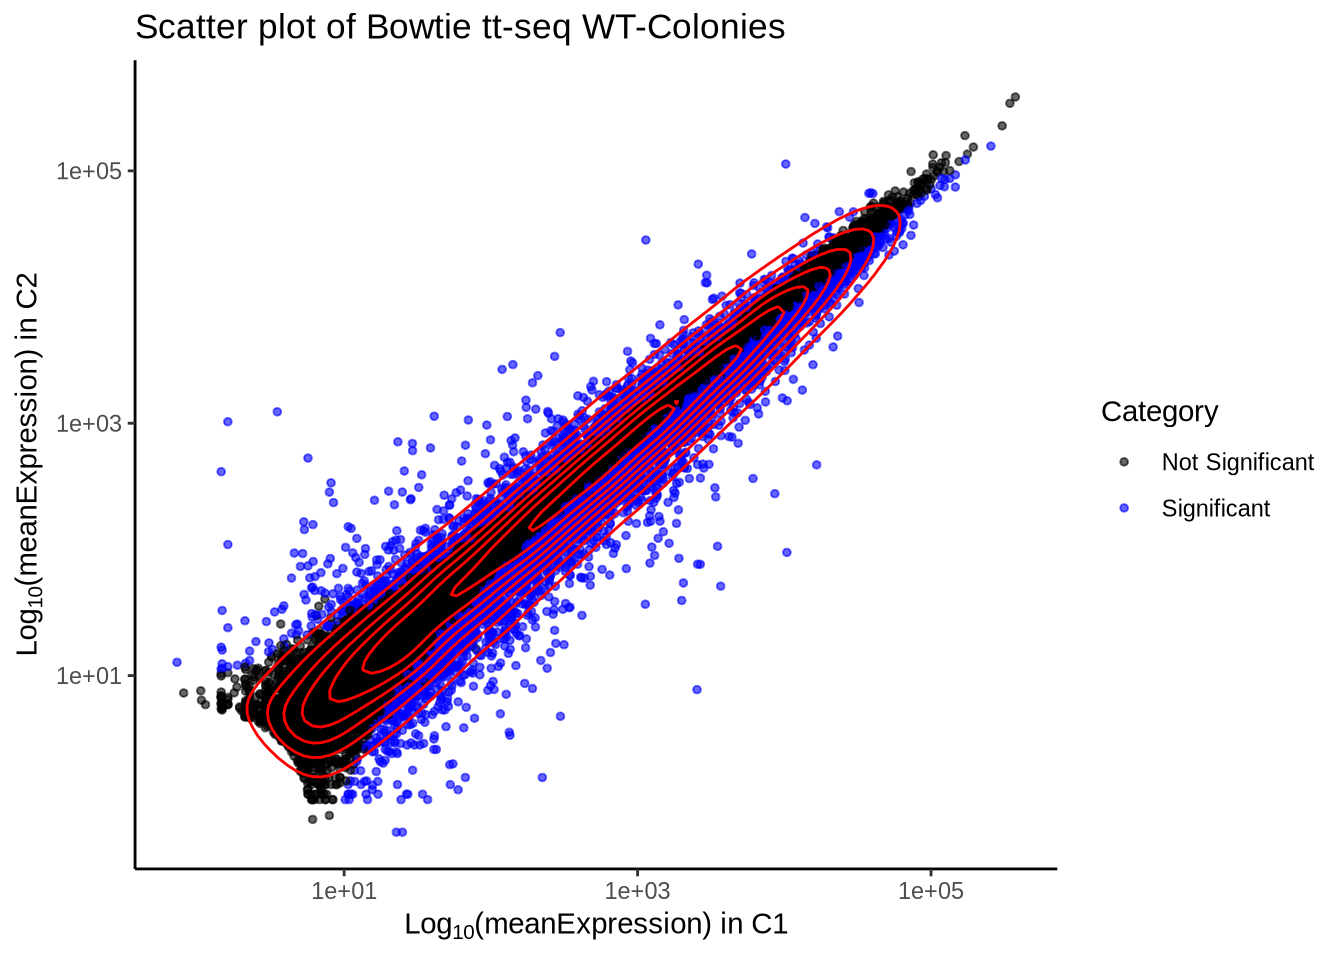 Scatter plot of Bowtie tt-seq WT-Colonies
1e+05
1e+03
1e+01
Log10(meanExpression) in C2
1e+01
1e+03
1e+05
Log10(meanExpression) in C1
Category
Not Significant
Significant